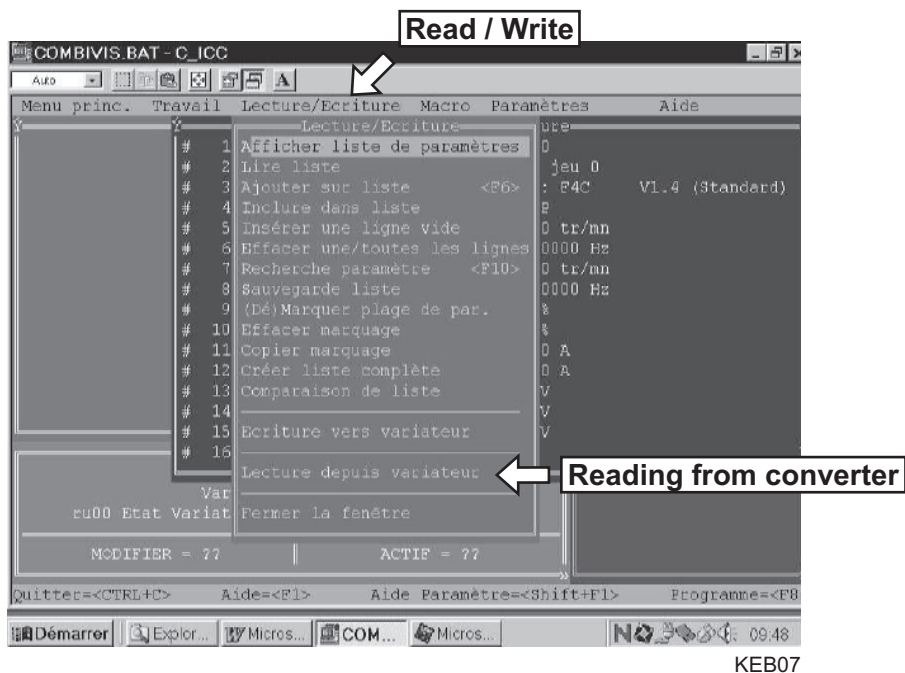 Read / Write
COMBIVIS.BAT - C_ICC
Auto
Menu princ. Travail Lecture/Ecriture Macro Paramètres Aide
Lecture/Ecriture ure
# 1 Afficher liste de paramètres 0
# 2 Lire liste jeu 0
# 3 Ajouter sur liste <F6> : F4C V1.4 (Standard)
# 4 Inclure dans liste P
# 5 Insérer une ligne vide 0 tr/mn
# 6 Effacer une/toutes les lignes 0000 Hz
# 7 Recherche paramètre <F10> 0 tr/mn
# 8 Sauvegarde liste 0000 Hz
# 9 (Dé)Marquer plage de par. %
# 10 Effacer marquage %
# 11 Copier marquage 0 A
# 12 Créer liste complète 0 A
# 13 Comparaison de liste V
# 14 V
# 15 Ecriture vers variateur V
# 16
Lecture depuis variateur
Reading from converter
Var
ru00 Etat Variat Fermer la fenêtre
MODIFIER = ?? ACTIF = ??
Quitter=<CTRL+C> Aide=<F1> Aide Paramètre=<Shift+F1> Programme=<F8
Démarrer Explor... Micros... COM... Micros... 09:48
KEB07